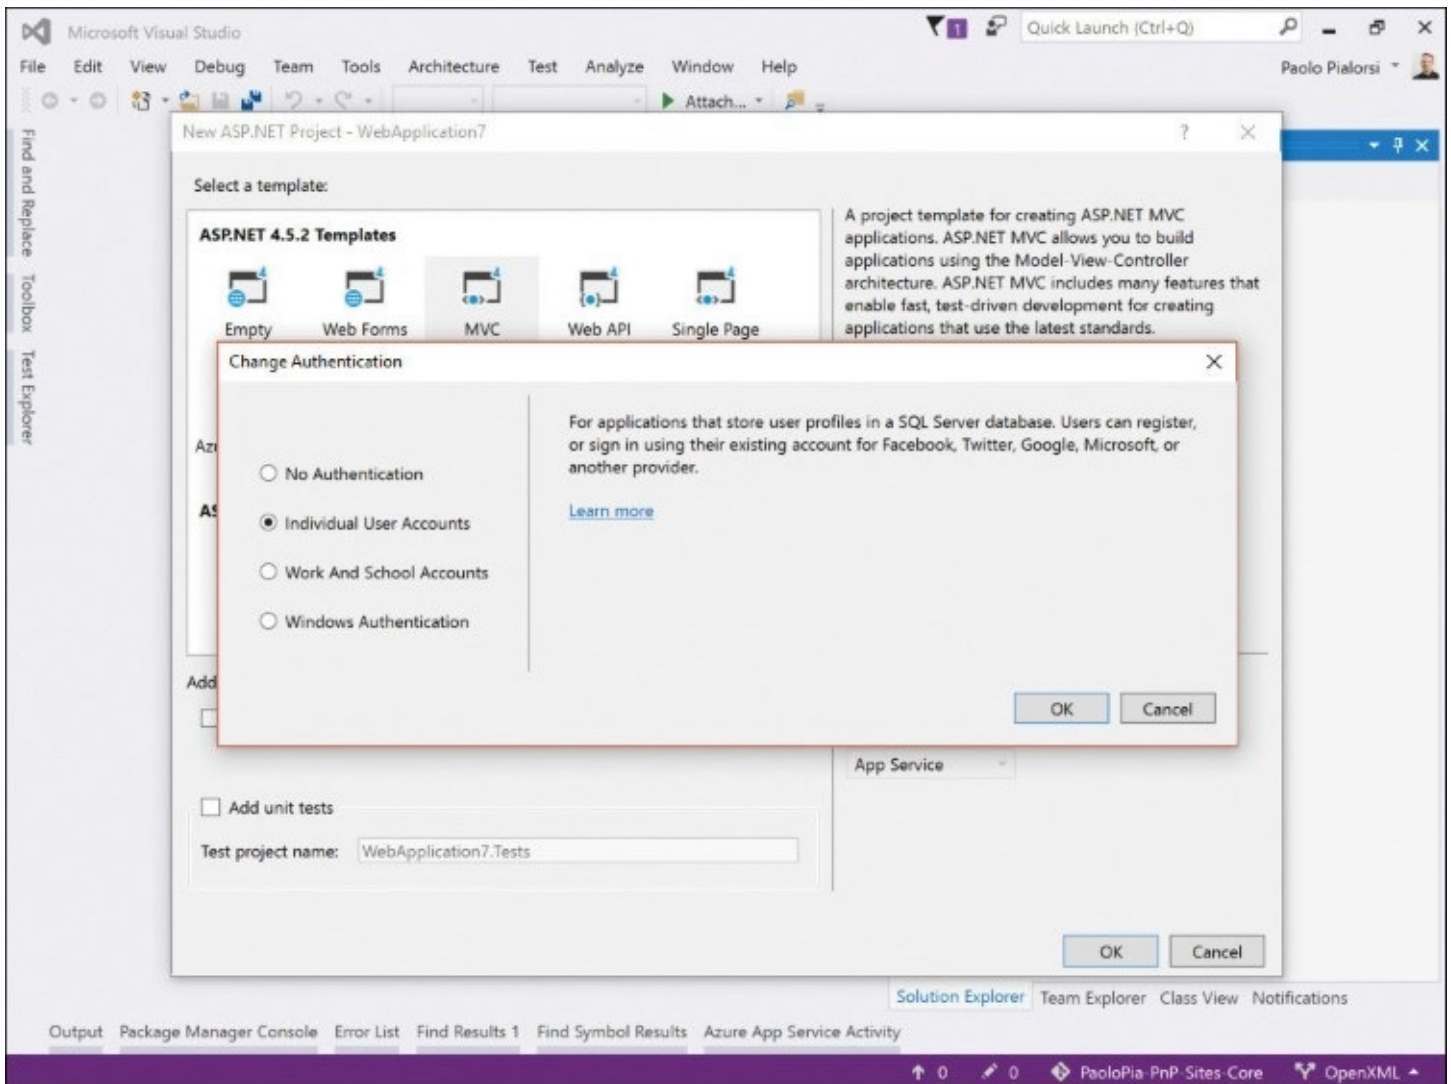 Microsoft Visual Studio
1
Quick Launch (Ctrl+Q)
File Edit View Debug Team Tools Architecture Test Analyze Window Help
Paolo Pialorsi
Attach...
Find and Replace
Toolbox
Test Explorer
New ASP.NET Project - WebApplication7
?
Select a template:
ASP.NET 4.5.2 Templates
4 4 4 4 4
Empty Web Forms MVC Web API Single Page
A project template for creating ASP.NET MVC
applications. ASP.NET MVC allows you to build
applications using the Model-View-Controller
architecture. ASP.NET MVC includes many features that
enable fast, test-driven development for creating
applications that use the latest standards.
Change Authentication
No Authentication
Individual User Accounts
Work And School Accounts
Windows Authentication
For applications that store user profiles in a SQL Server database. Users can register,
or sign in using their existing account for Facebook, Twitter, Google, Microsoft, or
another provider.
Learn more
OK Cancel
Add
App Service
Add unit tests
Test project name: WebApplication7.Tests
OK Cancel
Solution Explorer Team Explorer Class View Notifications
Output Package Manager Console Error List Find Results 1 Find Symbol Results Azure App Service Activity
0 0 PaoloPia-PnP-Sites-Core OpenXML